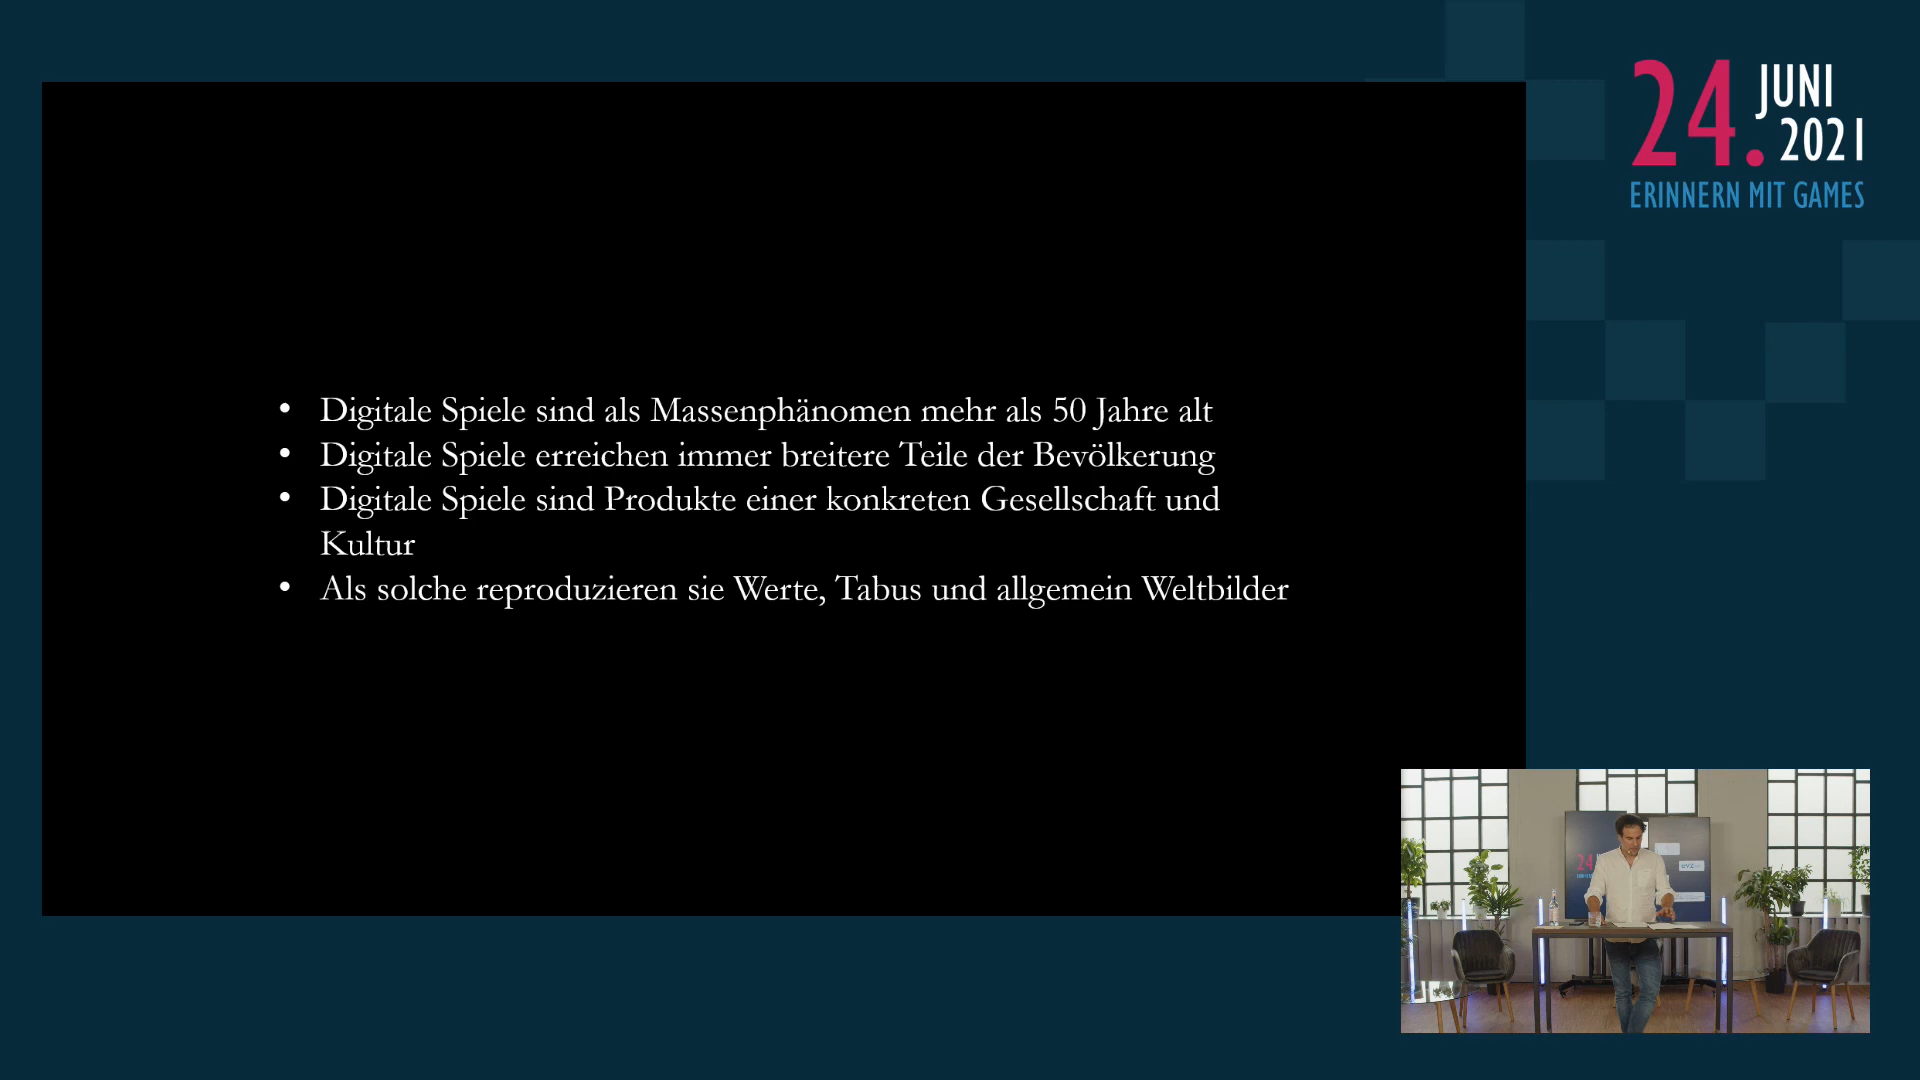 24. JUNI
2021
ERINNERN MIT GAMES
• Digitale Spiele sind als Massenphänomen mehr als 50 Jahre alt
• Digitale Spiele erreichen immer breitere Teile der Bevölkerung
• Digitale Spiele sind Produkte einer konkreten Gesellschaft und
Kultur
• Als solche reproduzieren sie Werte, Tabus und allgemein Weltbilder
24